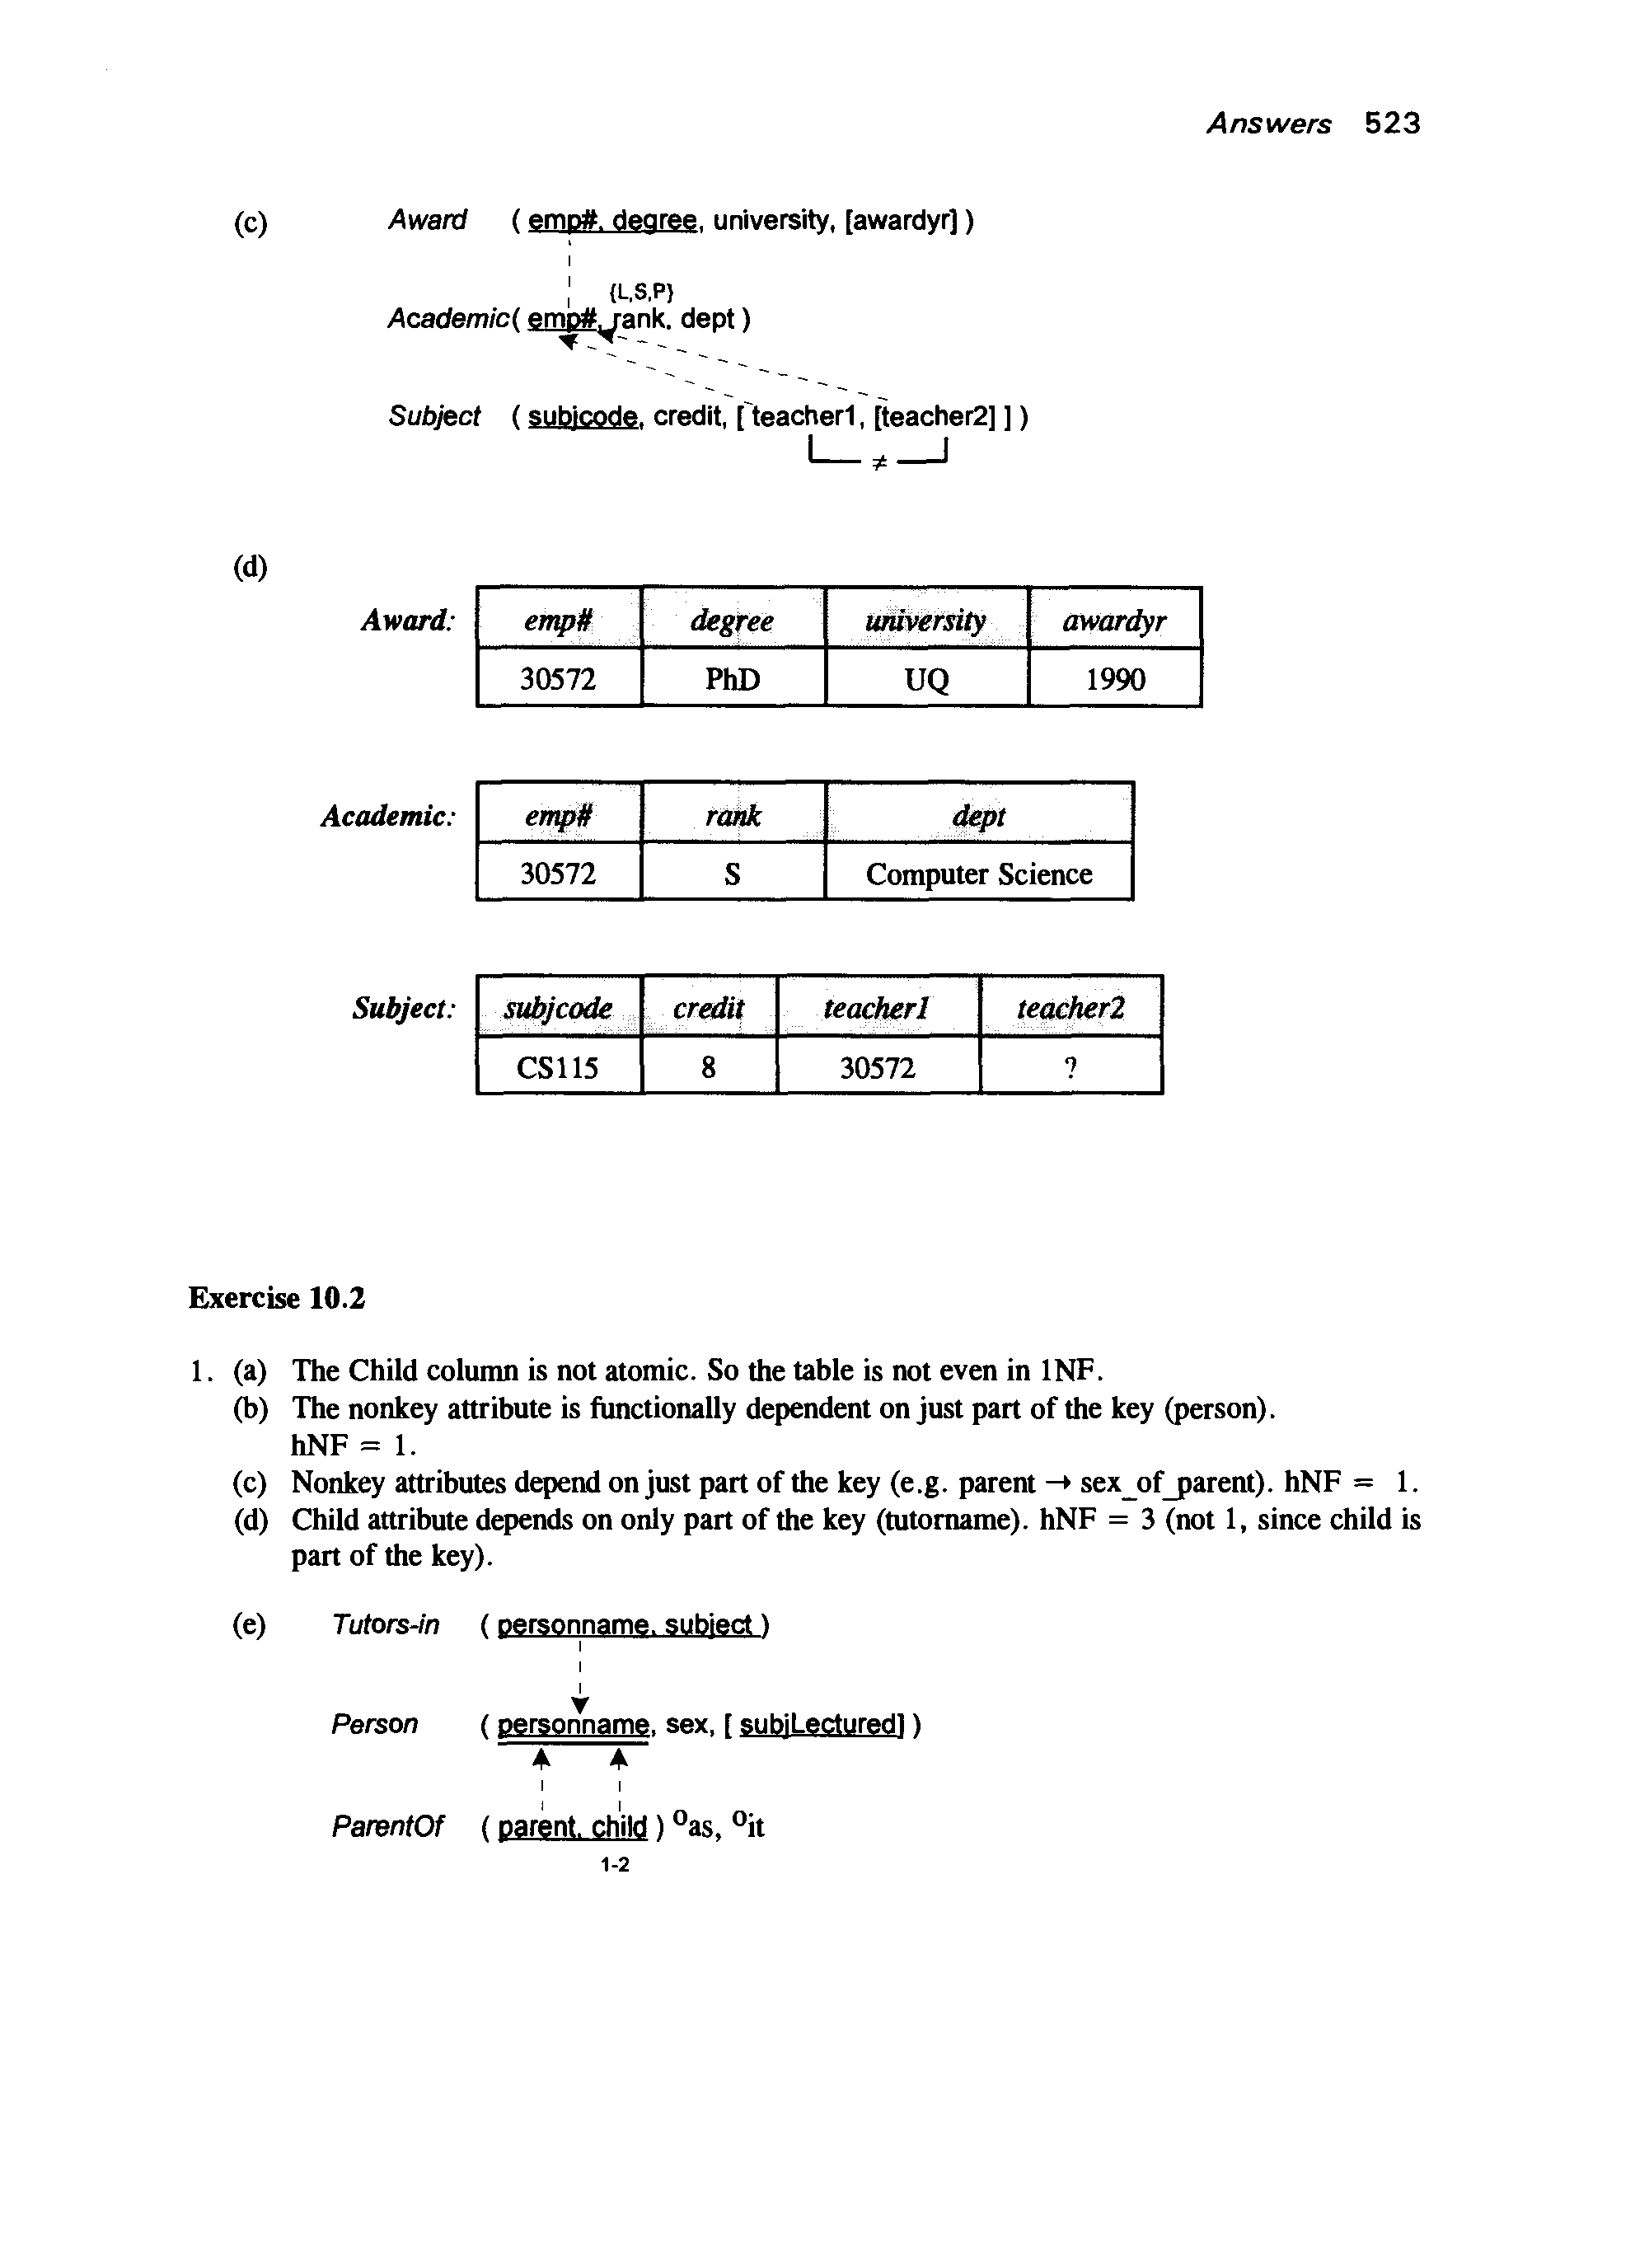 Answers 523
(c) Award ( emp#, degree, university, [awardyr] )
{L,S,P}
Academic( emp#, rank, dept )
Subject ( subjcode, credit, [ teacher1, [teacher2] ] )
≠
(d)
Award: emp# degree university awardyr
30572 PhD UQ 1990
Academic: emp# rank dept
30572 S Computer Science
Subject: subjcode credit teacher1 teacher2
CS115 8 30572 ?
Exercise 10.2
1. (a) The Child column is not atomic. So the table is not even in 1NF.
(b) The nonkey attribute is functionally dependent on just part of the key (person).
hNF = 1.
(c) Nonkey attributes depend on just part of the key (e.g. parent → sex_of_parent). hNF = 1.
(d) Child attribute depends on only part of the key (tutorname). hNF = 3 (not 1, since child is
part of the key).
(e) Tutors-in ( personname, subject )
Person ( personname, sex, [ subjLectured] )
ParentOf ( parent, child ) ⁰as, ⁰it
1-2